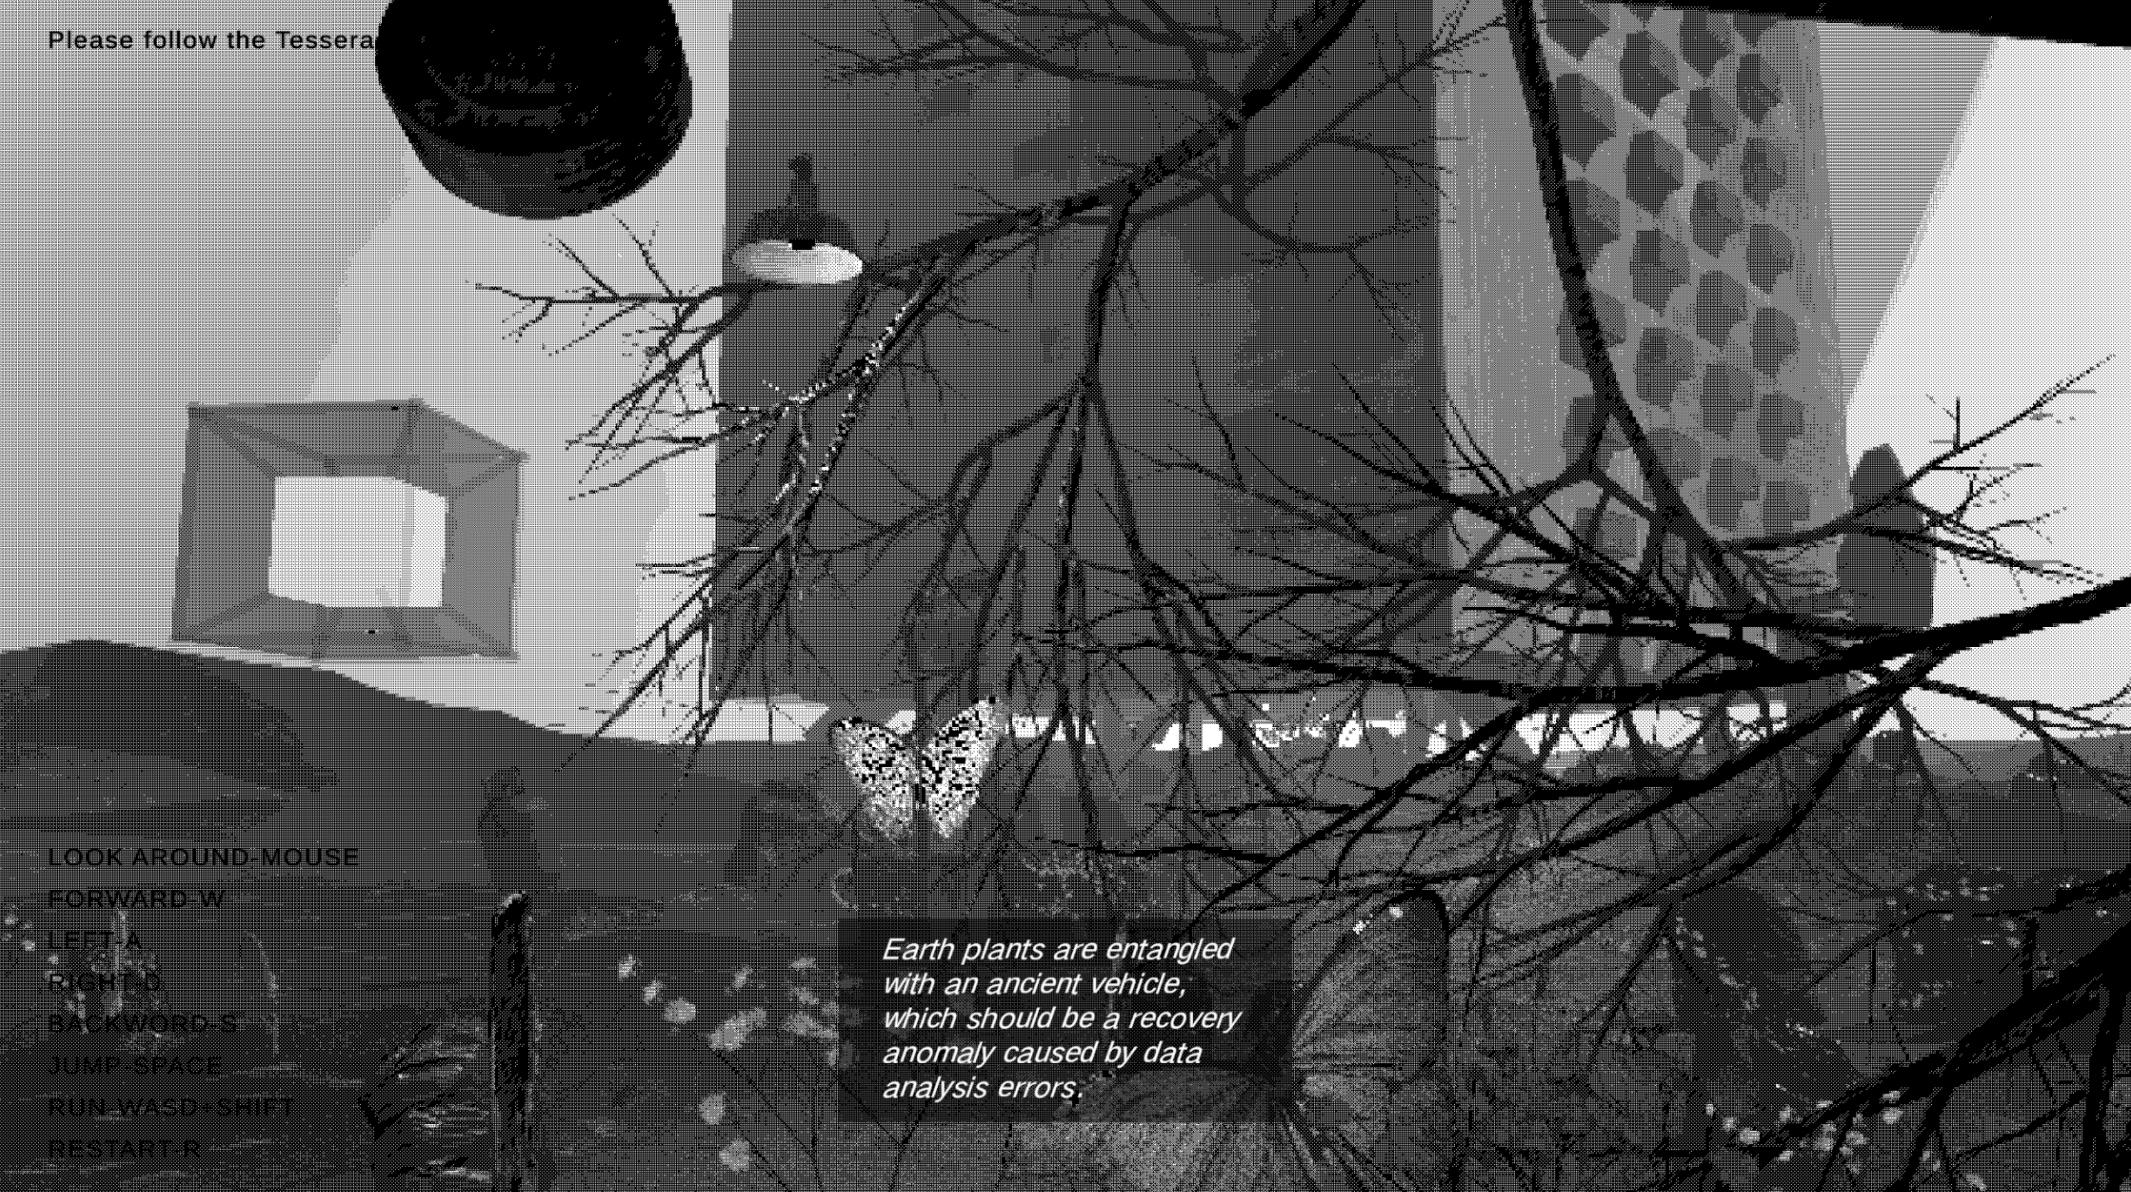 Please follow the Tessera
LOOK AROUND-MOUSE
FORWARD-W
LEFT-A
RIGHT-D
BACKWORD-S
JUMP-SPACE
RUN-WASD+SHIFT
RESTART-R
Earth plants are entangled
with an ancient vehicle,
which should be a recovery
anomaly caused by data
analysis errors.